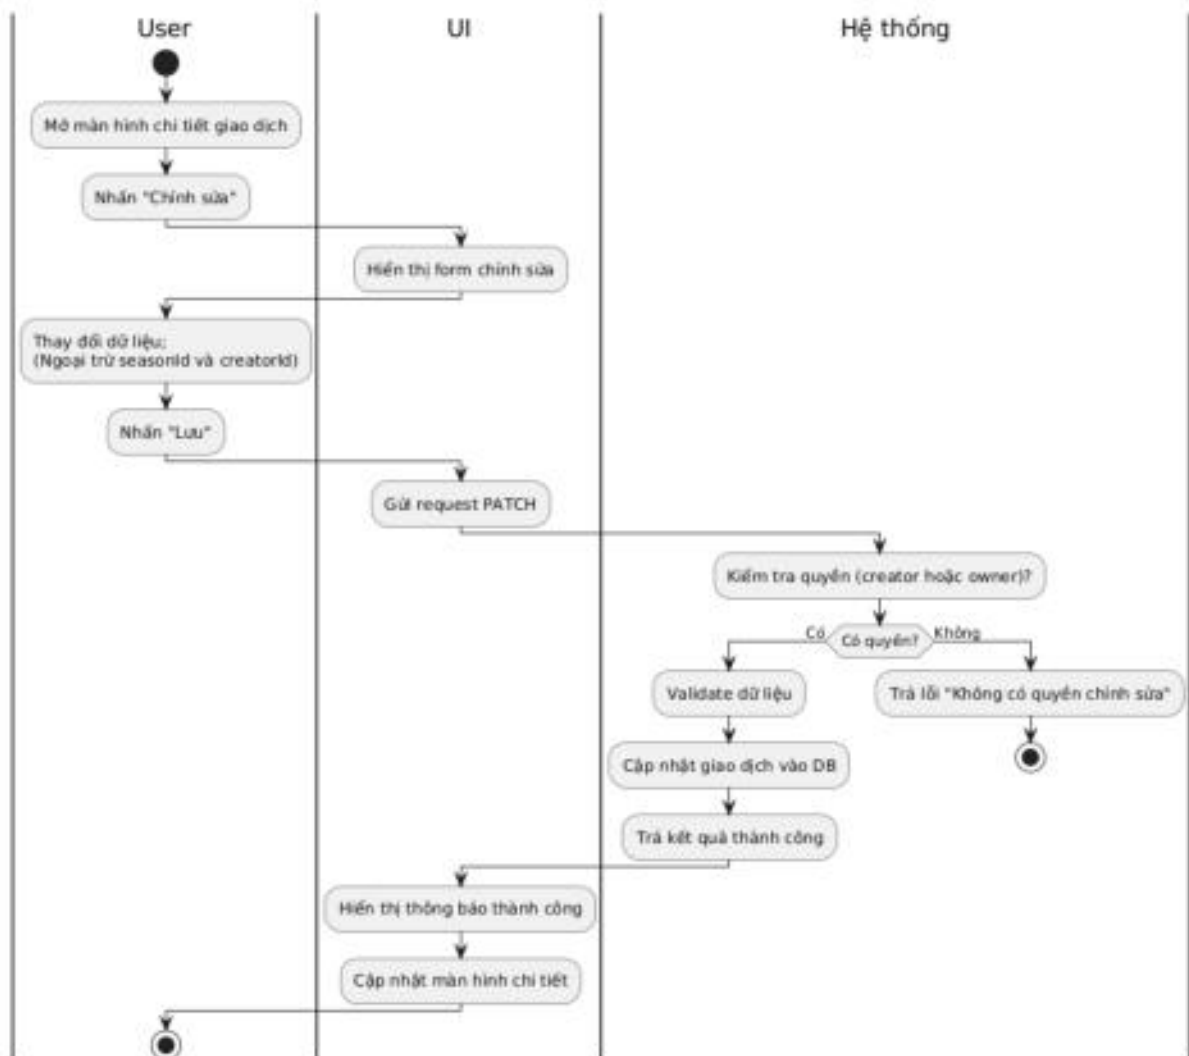 User
UI
Hệ thống
Mở màn hình chi tiết giao dịch
Nhấn "Chỉnh sửa"
Hiển thị form chỉnh sửa
Thay đổi dữ liệu;
(Ngoại trừ seasonId và creatorId)
Nhấn "Lưu"
Gửi request PATCH
Kiểm tra quyền (creator hoặc owner)?
Có
Có quyền?
Không
Validate dữ liệu
Trả lỗi "Không có quyền chỉnh sửa"
Cập nhật giao dịch vào DB
Trả kết quả thành công
Hiển thị thông báo thành công
Cập nhật màn hình chi tiết